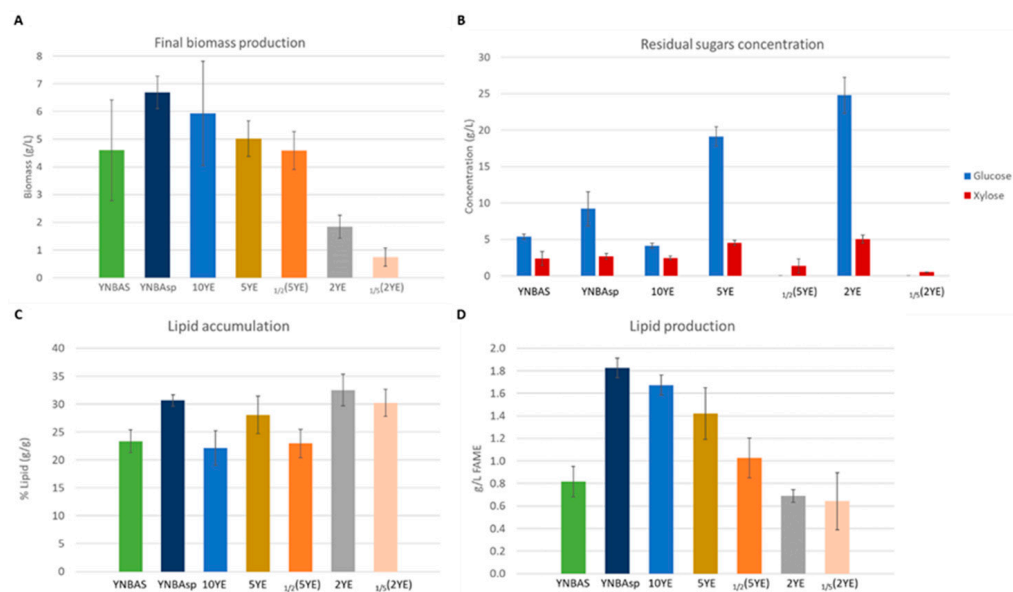 A
Final biomass production
Biomass (g/L)
8
7
6
5
4
3
2
1
0
YNBAS YNBAsp 10YE 5YE 1/2(5YE) 2YE 1/5(2YE)
B
Residual sugars concentration
Concentration (g/L)
30
25
20
15
10
5
0
YNBAS YNBAsp 10YE 5YE 1/2(5YE) 2YE 1/5(2YE)
Glucose
Xylose
C
Lipid accumulation
% Lipid (g/g)
40
35
30
25
20
15
10
5
0
YNBAS YNBAsp 10YE 5YE 1/2(5YE) 2YE 1/5(2YE)
D
Lipid production
g/L FAME
2.0
1.8
1.6
1.4
1.2
1.0
0.8
0.6
0.4
0.2
0.0
YNBAS YNBAsp 10YE 5YE 1/2(5YE) 2YE 1/5(2YE)